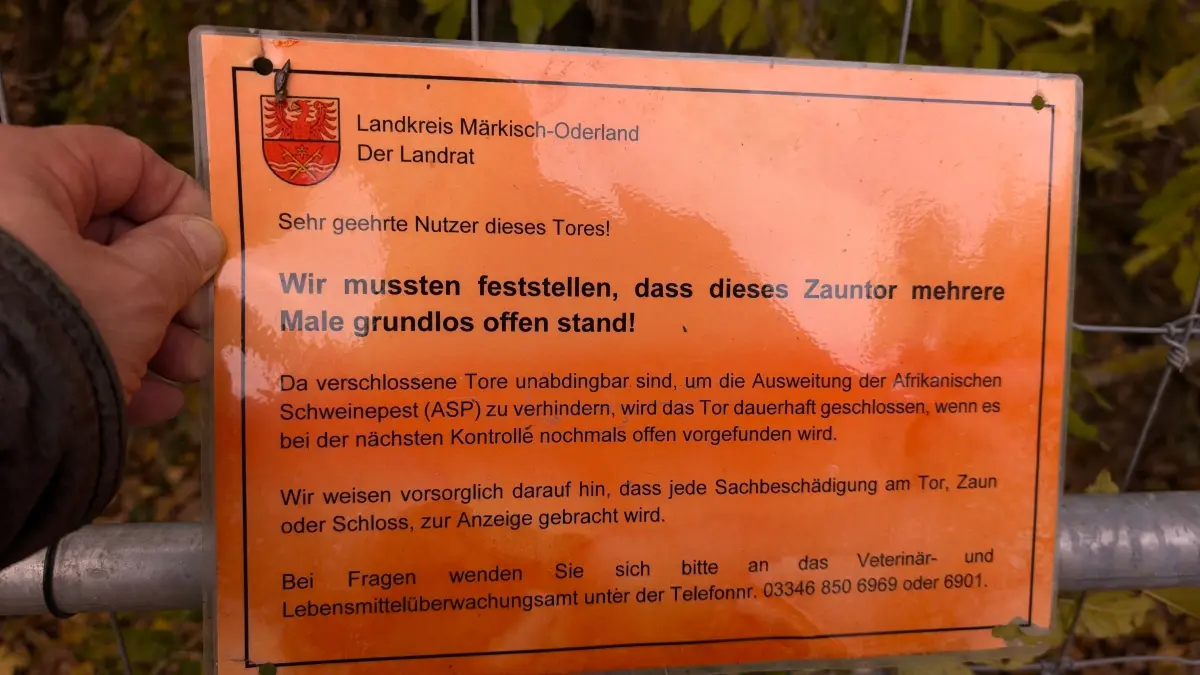 Landkreis Märkisch-Oderland
Der Landrat
Sehr geehrte Nutzer dieses Tores!
Wir mussten feststellen, dass dieses Zauntor mehrere
Male grundlos offen stand!
Da verschlossene Tore unabdingbar sind, um die Ausweitung der Afrikanischen
Schweinepest (ASP) zu verhindern, wird das Tor dauerhaft geschlossen, wenn es
bei der nächsten Kontrolle nochmals offen vorgefunden wird.
Wir weisen vorsorglich darauf hin, dass jede Sachbeschädigung am Tor, Zaun
oder Schloss, zur Anzeige gebracht wird.
Bei Fragen wenden Sie sich bitte an das Veterinär- und
Lebensmittelüberwachungsamt unter der Telefonnr. 03346 850 6969 oder 6901.